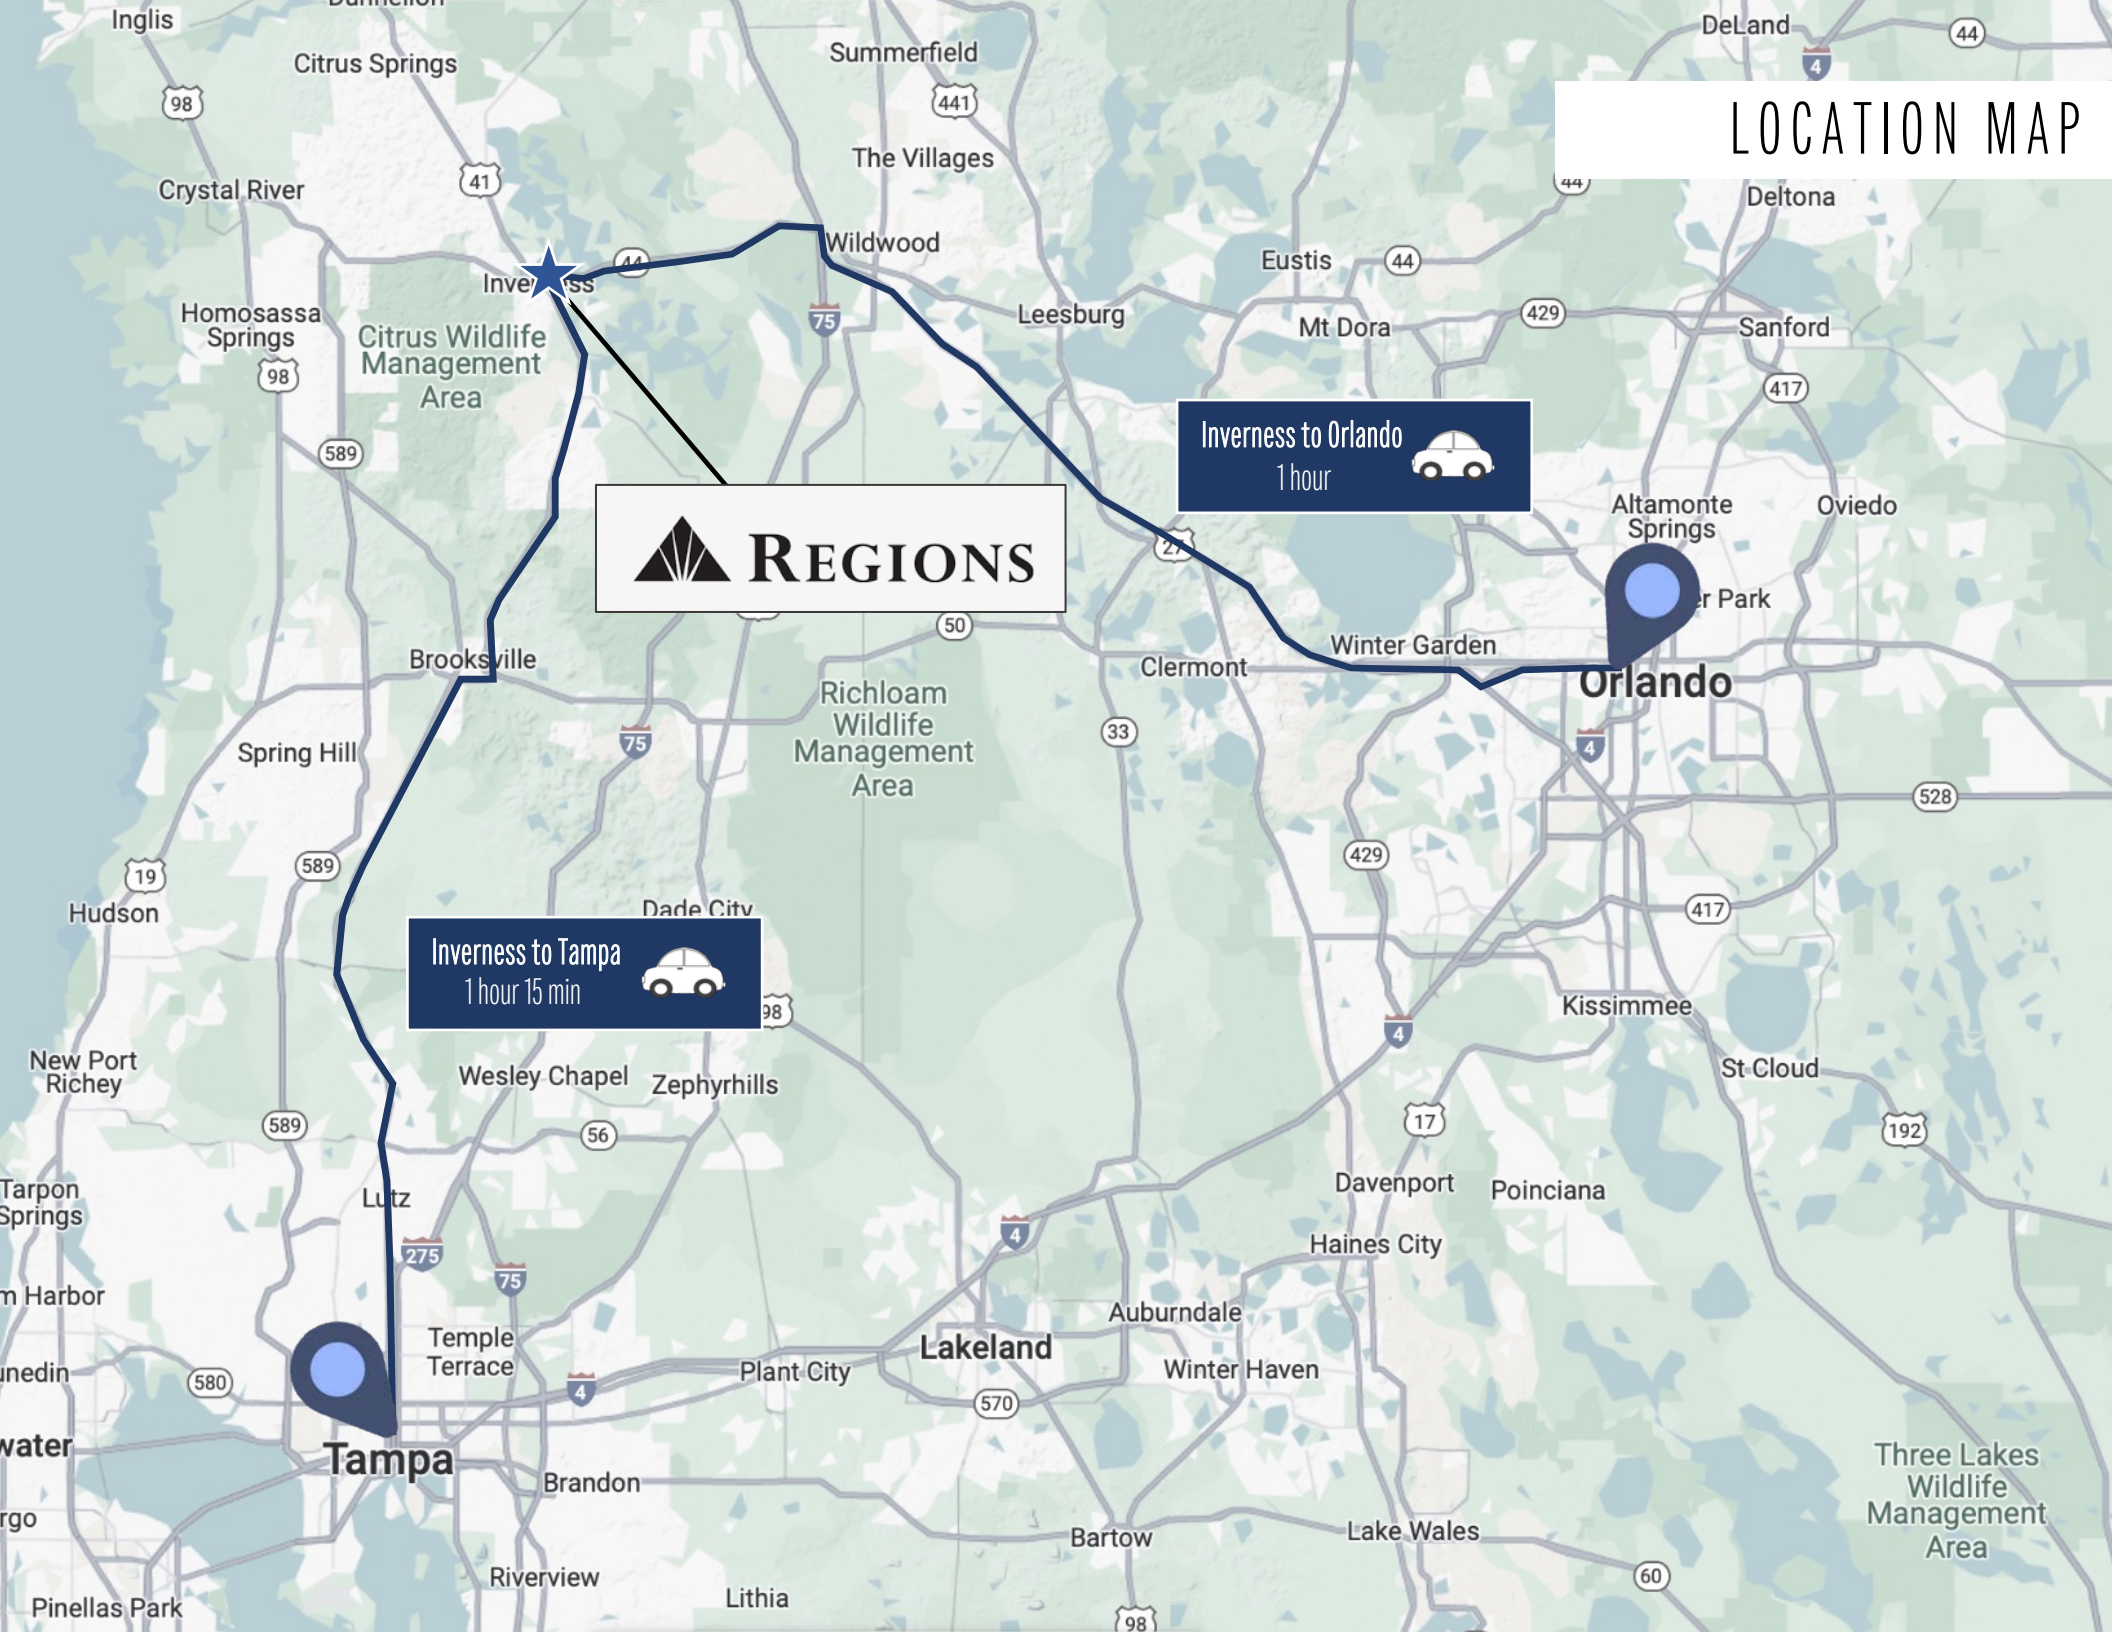 Inglis
Citrus Springs
Summerfield
DeLand
44
4
98
441
LOCATION MAP
The Villages
41
Crystal River
44
Deltona
Wildwood
44
Eustis
44
Homosassa
Springs
75
Leesburg
Mt Dora
429
Sanford
Citrus Wildlife
Management
Area
98
417
589
Inverness to Orlando
1 hour
Altamonte
Springs
Oviedo
REGIONS
27
Park
50
Brooksville
Winter Garden
Clermont
Orlando
Richloam
Wildlife
Management
Area
75
33
4
Spring Hill
528
589
19
429
Hudson
Dade City
417
Inverness to Tampa
1 hour 15 min
98
Kissimmee
4
New Port
Richey
Wesley Chapel
Zephyrhills
St Cloud
589
56
17
192
Tarpon
Springs
Lutz
Davenport
Poinciana
275
75
4
Haines City
Harbor
Auburndale
Temple
Terrace
Lakeland
580
4
Plant City
Winter Haven
570
Tampa
Brandon
Three Lakes
Wildlife
Management
Area
Bartow
Lake Wales
60
Riverview
Lithia
Pinellas Park
98